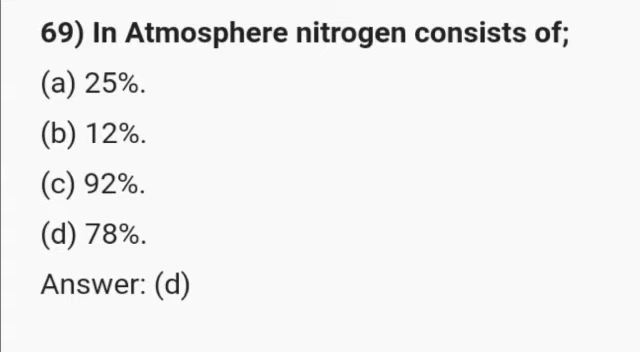 69) In Atmosphere nitrogen consists of;
(a) 25%.
(b) 12%.
(c) 92%.
(d) 78%.
Answer: (d)